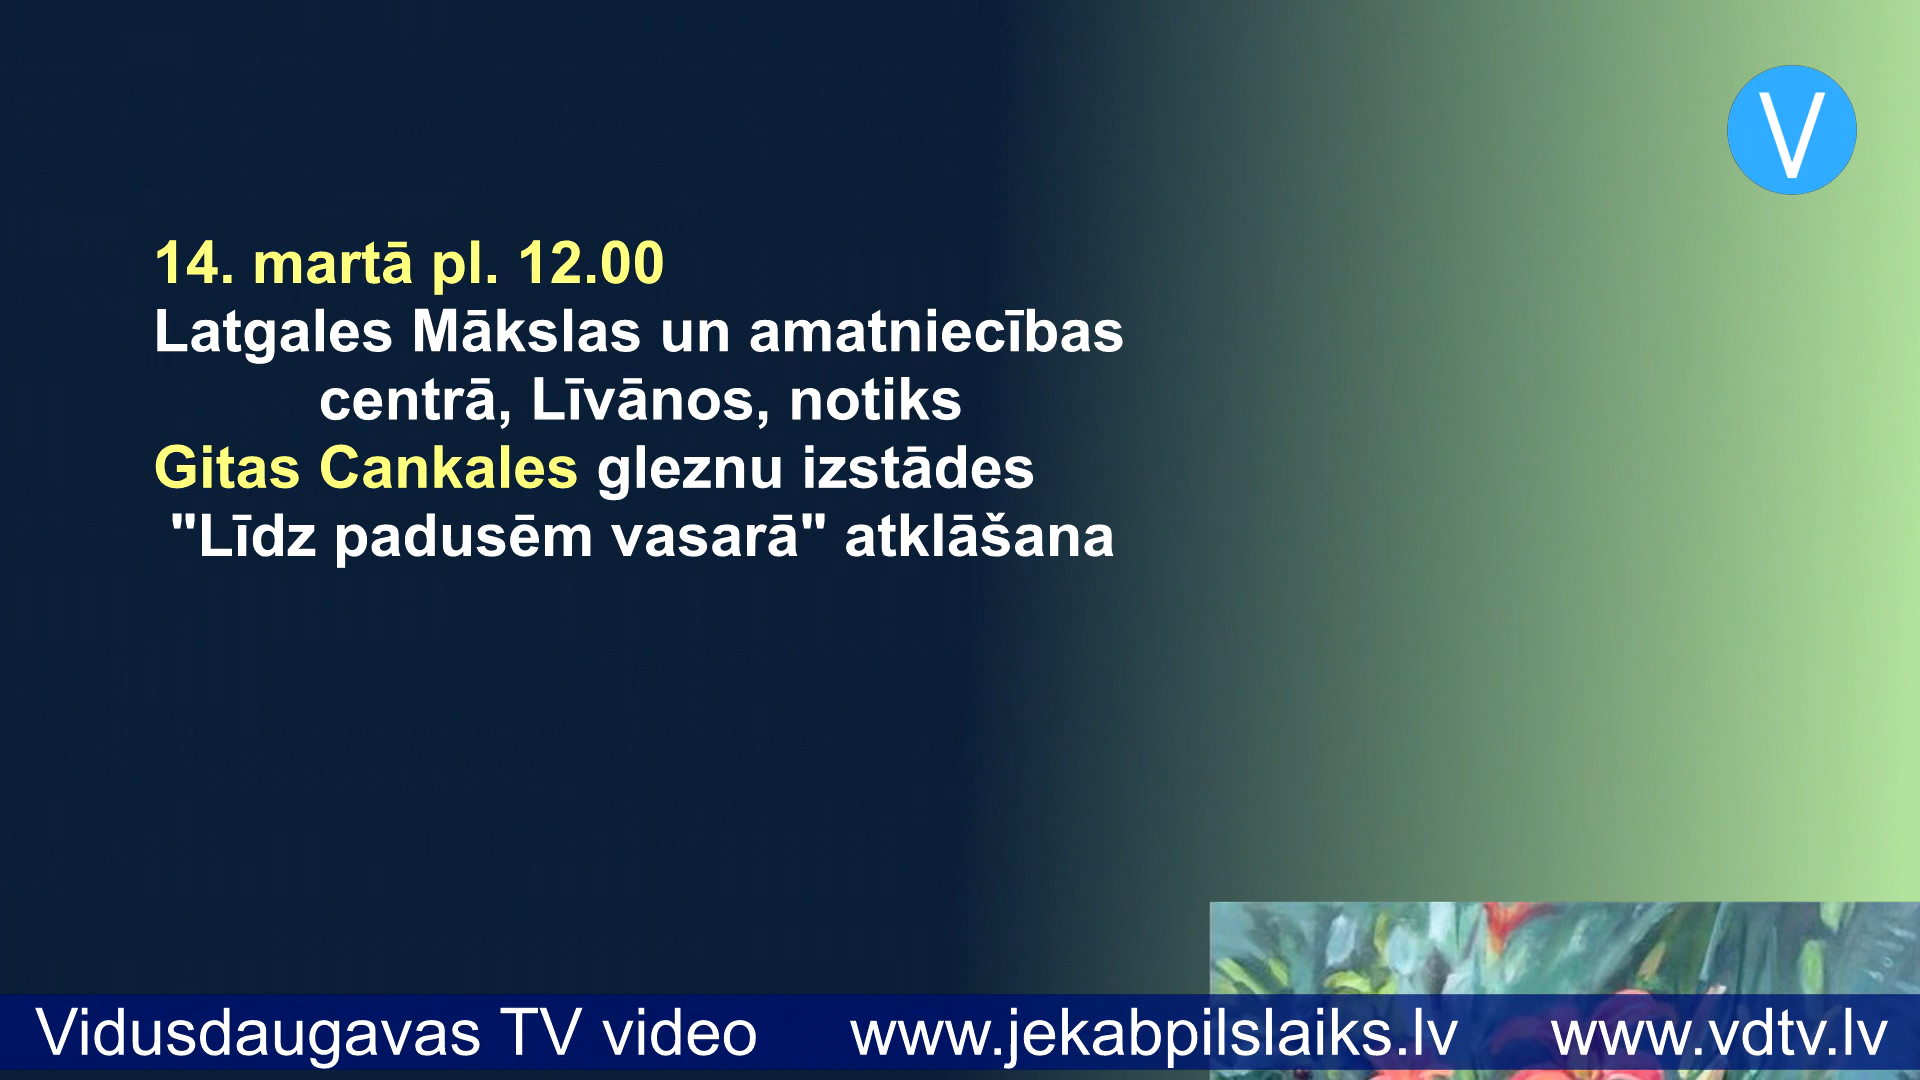 V
14. martā pl. 12.00
Latgales Mākslas un amatniecības
centrā, Līvānos, notiks
Gitas Cankales gleznu izstādes
"Līdz padusēm vasarā" atklāšana
Vidusdaugavas TV video www.jekabpilslaiks.lv www.vdtv.lv